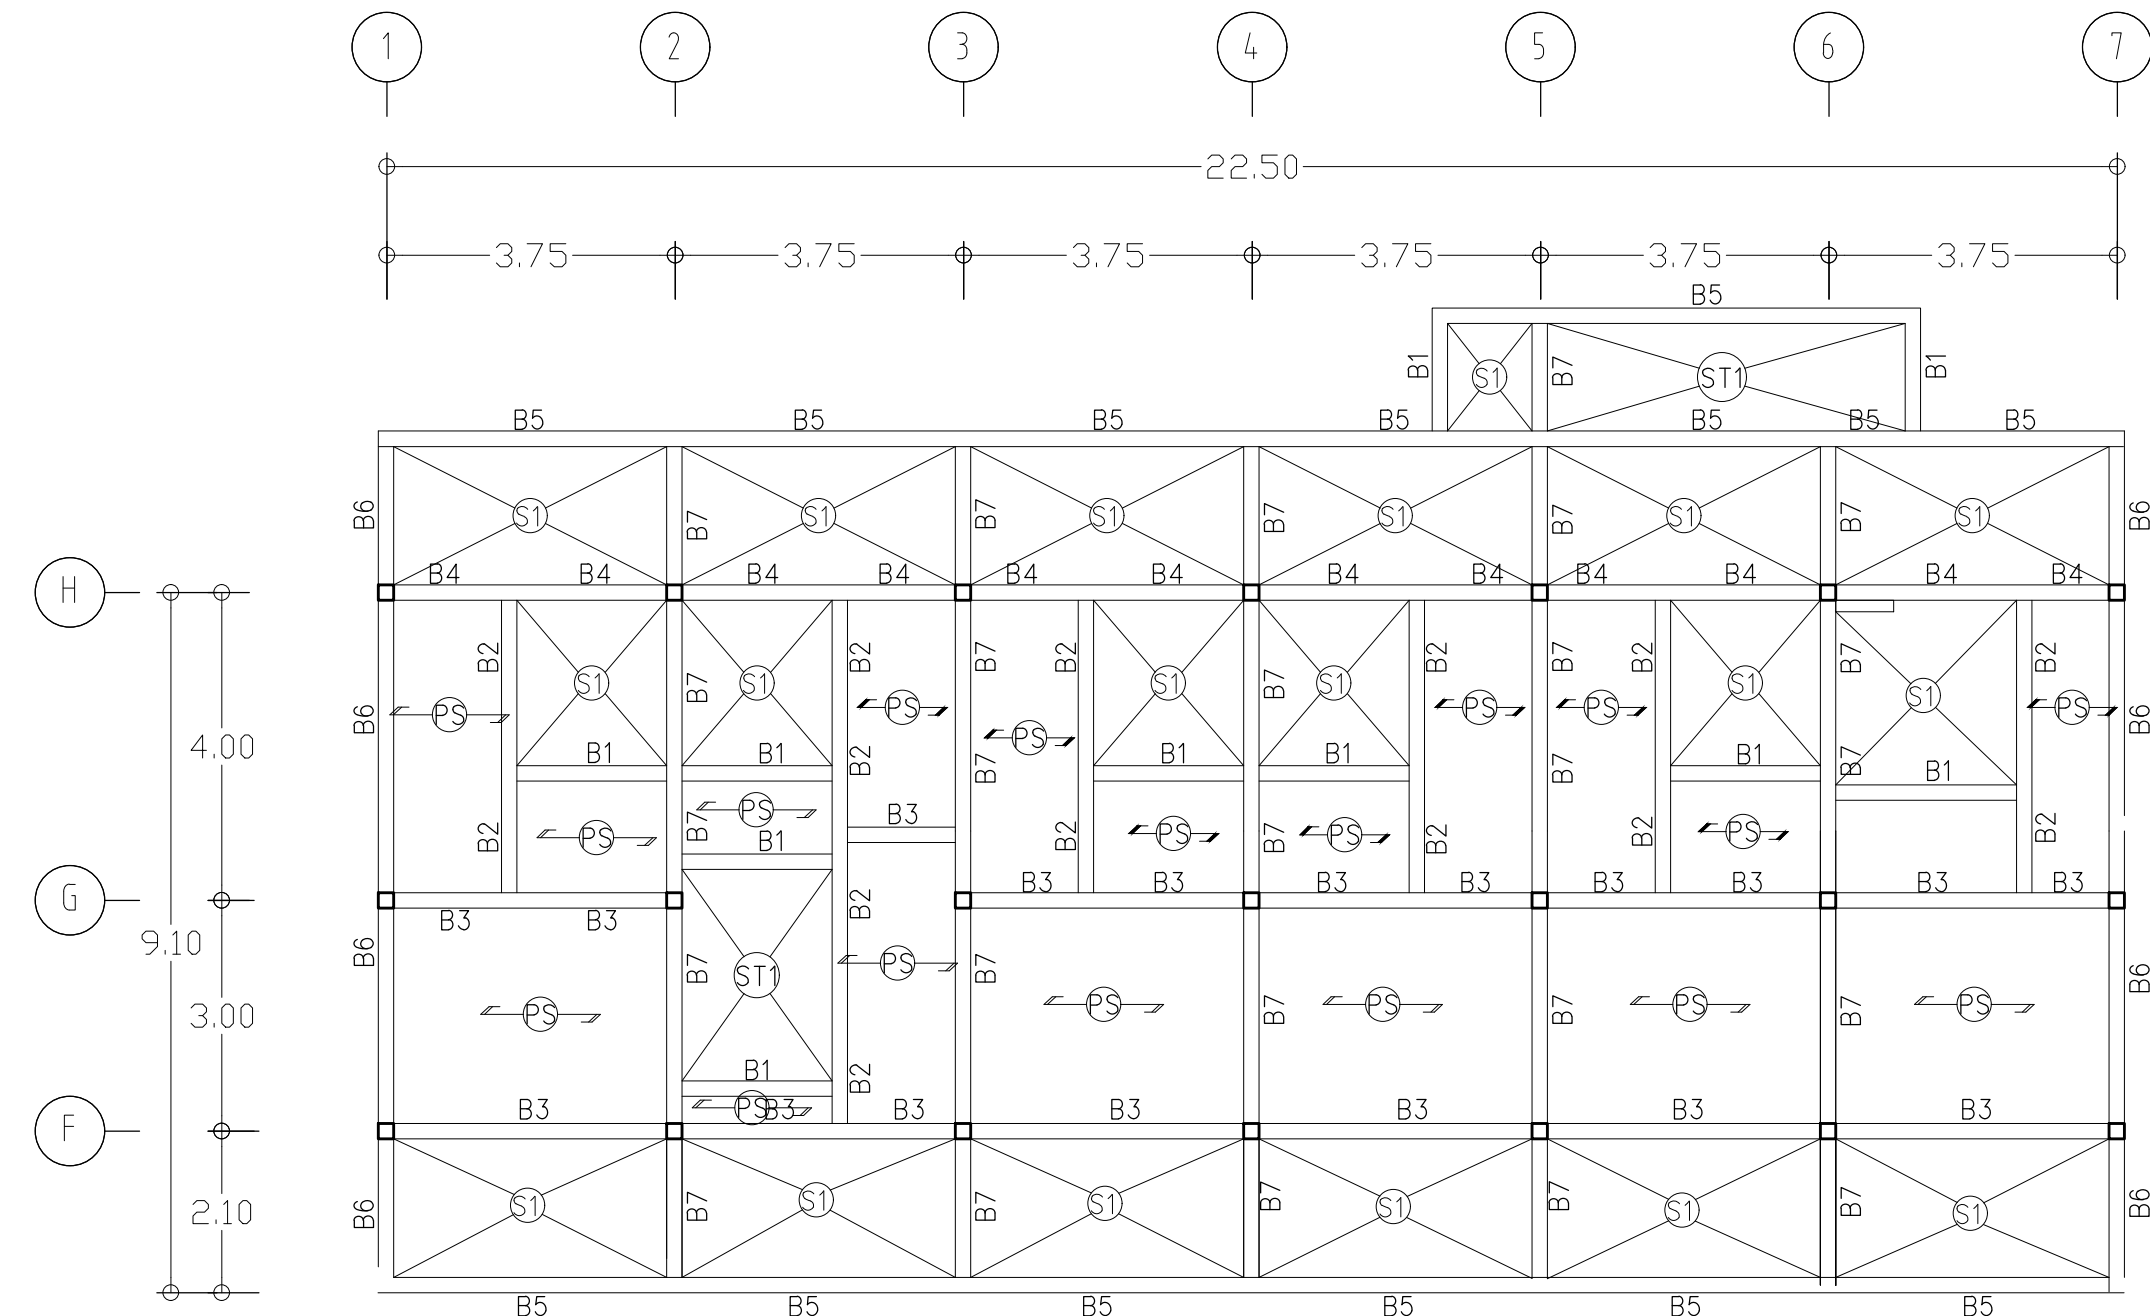 1 2 3 4 5 6 7
22.50
3.75 3.75 3.75 3.75 3.75 3.75
B5
B1 S1 B7 ST1 B1
B5 B5 B5 B5 B5 B5 B5
B6 S1 B7 S1 B7 S1 B7 S1 B7 S1 B7 S1 B6
B4 B4 B4 B4 B4 B4 B4 B4 B4 B4 B4 B4
H
B2 B2 B7 B2 B2 B7 B2 B7 B2
S1 B7 S1 S1 B7 S1 S1 S1
B6 PS PS PS PS PS B6
4.00
PS
B1 B1 B2 B7 B1 B1 B7 B1 B7 B1
PS B3
B2 PS B7 B2 PS B7 PS B2 B2 PS B2
B1
B3 B3 B3 B3 B3 B3 B3 B3
G
B3 B3 B2
9.10
B6 B7 ST1 PS B7 B6
3.00
PS PS B7 PS B7 PS B7 PS
B1 B2
B3 PS B3 B3 B3 B3 B3 B3
F
2.10
B6 S1 B7 S1 B7 S1 B7 S1 B7 S1 B7 S1 B6
B5 B5 B5 B5 B5 B5